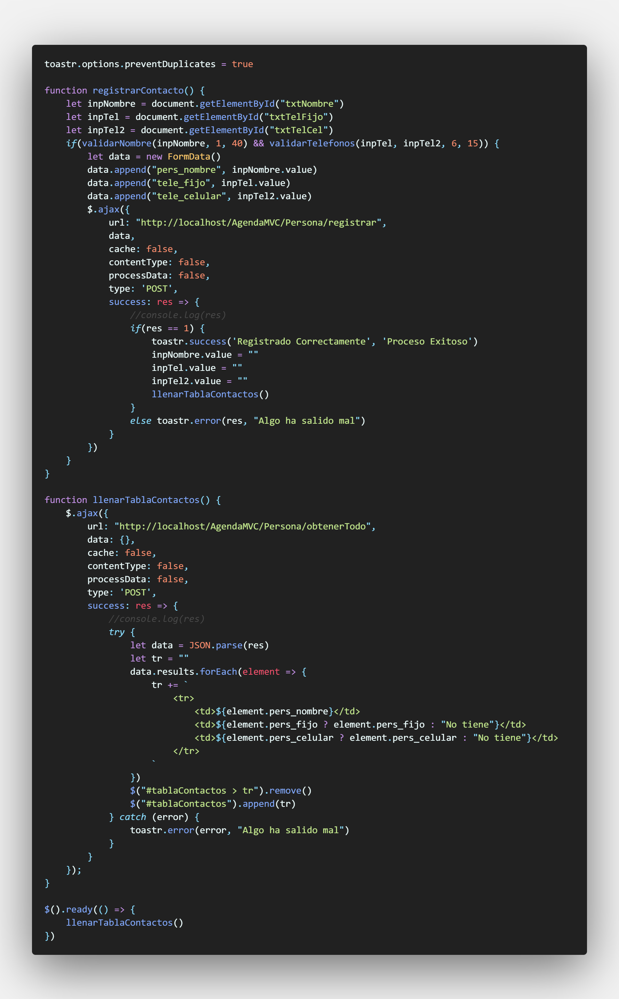 toastr.options.preventDuplicates = true

function registrarContacto() {
    let inpNombre = document.getElementById("txtNombre")
    let inpTel = document.getElementById("txtTelFijo")
    let inpTel2 = document.getElementById("txtTelCel")
    if(validarNombre(inpNombre, 1, 40) && validarTelefonos(inpTel, inpTel2, 6, 15)) {
        let data = new FormData()
        data.append("pers_nombre", inpNombre.value)
        data.append("tele_fijo", inpTel.value)
        data.append("tele_celular", inpTel2.value)
        $.ajax({
            url: "http://localhost/AgendaMVC/Persona/registrar",
            data,
            cache: false,
            contentType: false,
            processData: false,
            type: 'POST',
            success: res => {
                //console.log(res)
                if(res == 1) {
                    toastr.success('Registrado Correctamente', 'Proceso Exitoso')
                    inpNombre.value = ""
                    inpTel.value = ""
                    inpTel2.value = ""
                    llenarTablaContactos()
                }
                else toastr.error(res, "Algo ha salido mal")
            }
        })
    }
}

function llenarTablaContactos() {
    $.ajax({
        url: "http://localhost/AgendaMVC/Persona/obtenerTodo",
        data: {},
        cache: false,
        contentType: false,
        processData: false,
        type: 'POST',
        success: res => {
            //console.log(res)
            try {
                let data = JSON.parse(res)
                let tr = ""
                data.results.forEach(element => {
                    tr += `
                        <tr>
                            <td>${element.pers_nombre}</td>
                            <td>${element.pers_fijo ? element.pers_fijo : "No tiene"}</td>
                            <td>${element.pers_celular ? element.pers_celular : "No tiene"}</td>
                        </tr>
                    `
                })
                $("#tablaContactos > tr").remove()
                $("#tablaContactos").append(tr)
            } catch (error) {
                toastr.error(error, "Algo ha salido mal")
            }
        }
    });
}

$().ready(() => {
    llenarTablaContactos()
})